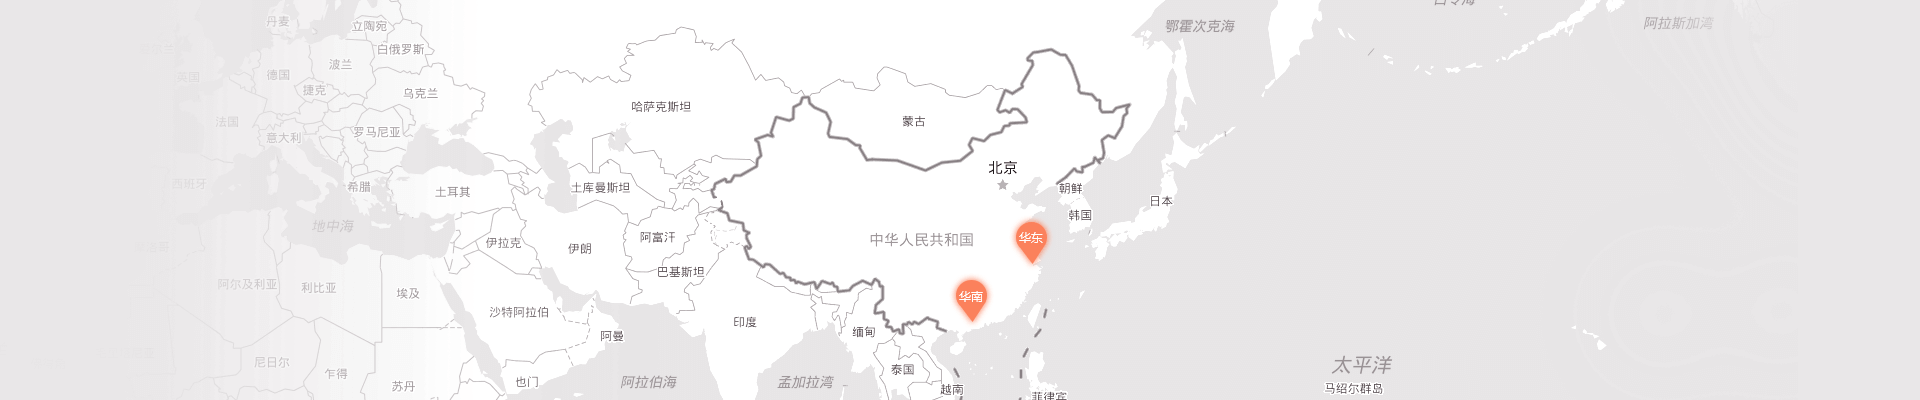 白令海
丹麦
立陶宛
鄂霍次克海
阿拉斯加湾
白俄罗斯
英国
德国
波兰
捷克
乌克兰
哈萨克斯坦
法国
蒙古
意大利
罗马尼亚
北京
西班牙
希腊
土耳其
土库曼斯坦
朝鲜
日本
韩国
地中海
伊拉克
伊朗
阿富汗
中华人民共和国
华东
巴基斯坦
阿尔及利亚
利比亚
埃及
华南
沙特阿拉伯
印度
缅甸
阿曼
尼日尔
乍得
泰国
太平洋
苏丹
也门
阿拉伯海
孟加拉湾
越南
马绍尔群岛
菲律宾